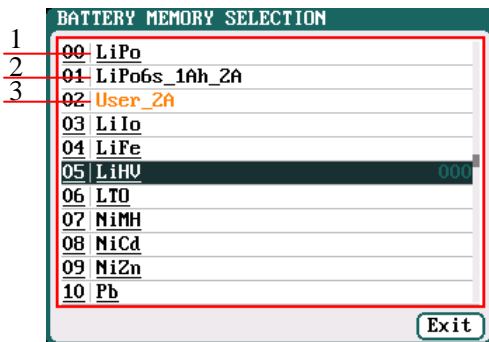 BATTERY MEMORY SELECTION
1 00 LiPo
2 01 LiPo6s_1Ah_2A
3 02 User_2A
03 LiIo
04 LiFe
05 LiHV 000
06 LTO
07 NiMH
08 NiCd
09 NiZn
10 Pb
Exit